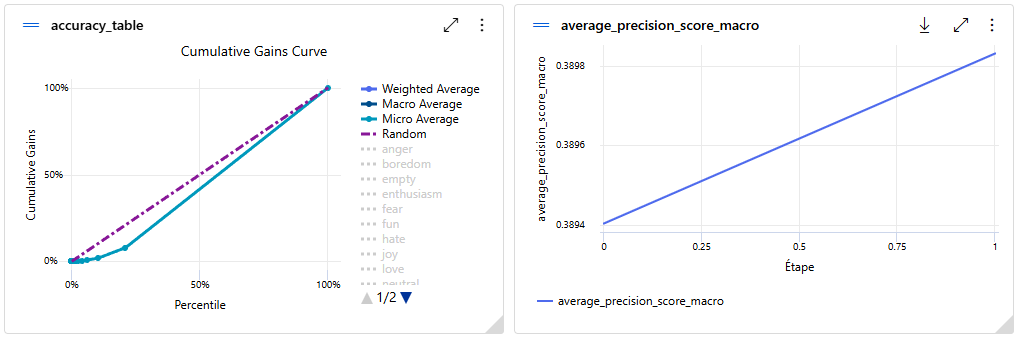 accuracy_table
Cumulative Gains Curve
100%
50%
0%
Cumulative Gains
0%
50%
100%
Percentile
Weighted Average
Macro Average
Micro Average
Random
anger
boredom
empty
enthusiasm
fear
fun
hate
joy
love
neutral
1/2
average_precision_score_macro
average_precision_score_macro
0.3898
0.3896
0.3894
0
0.25
0.5
0.75
1
Étape
average_precision_score_macro